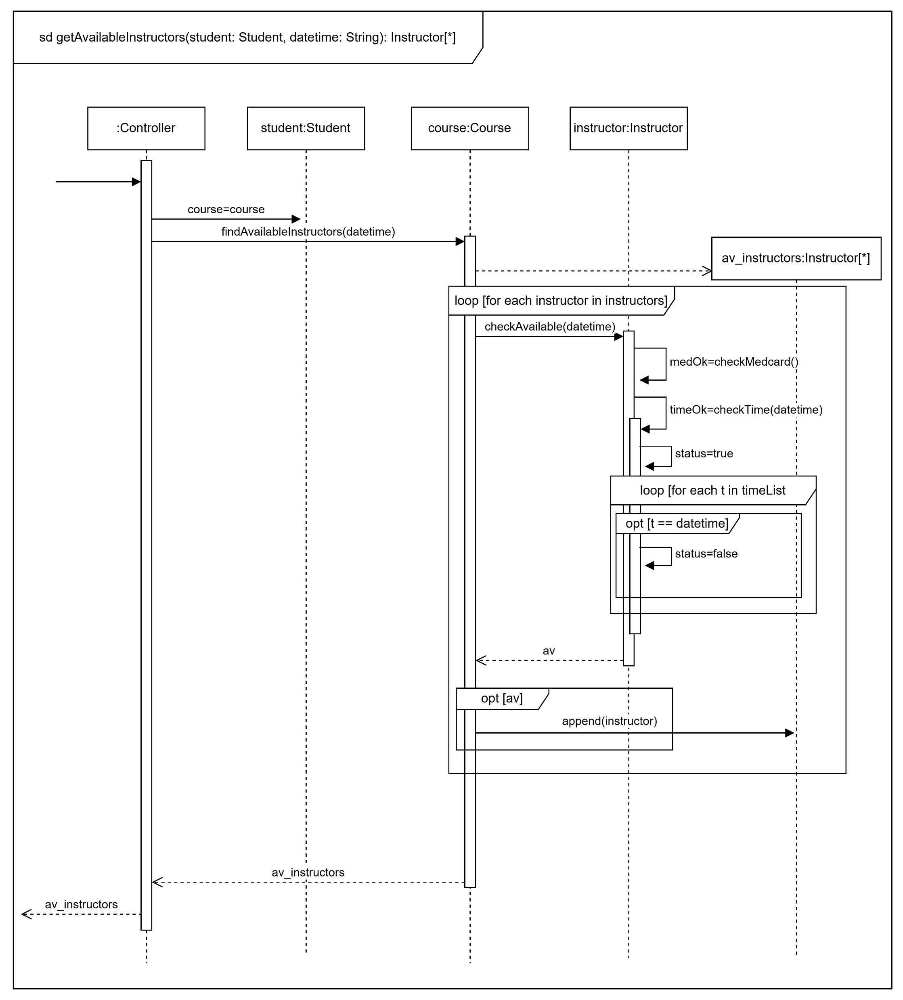 sd getAvailableInstructors(student: Student, datetime: String): Instructor[*]
:Controller
student:Student
course:Course
instructor:Instructor
course=course
findAvailableInstructors(datetime)
av_instructors:Instructor[*]
loop [for each instructor in instructors]
checkAvailable(datetime)
medOk=checkMedcard()
timeOk=checkTime(datetime)
status=true
loop [for each t in timeList
opt [t == datetime]
status=false
av
opt [av]
append(instructor)
av_instructors
av_instructors